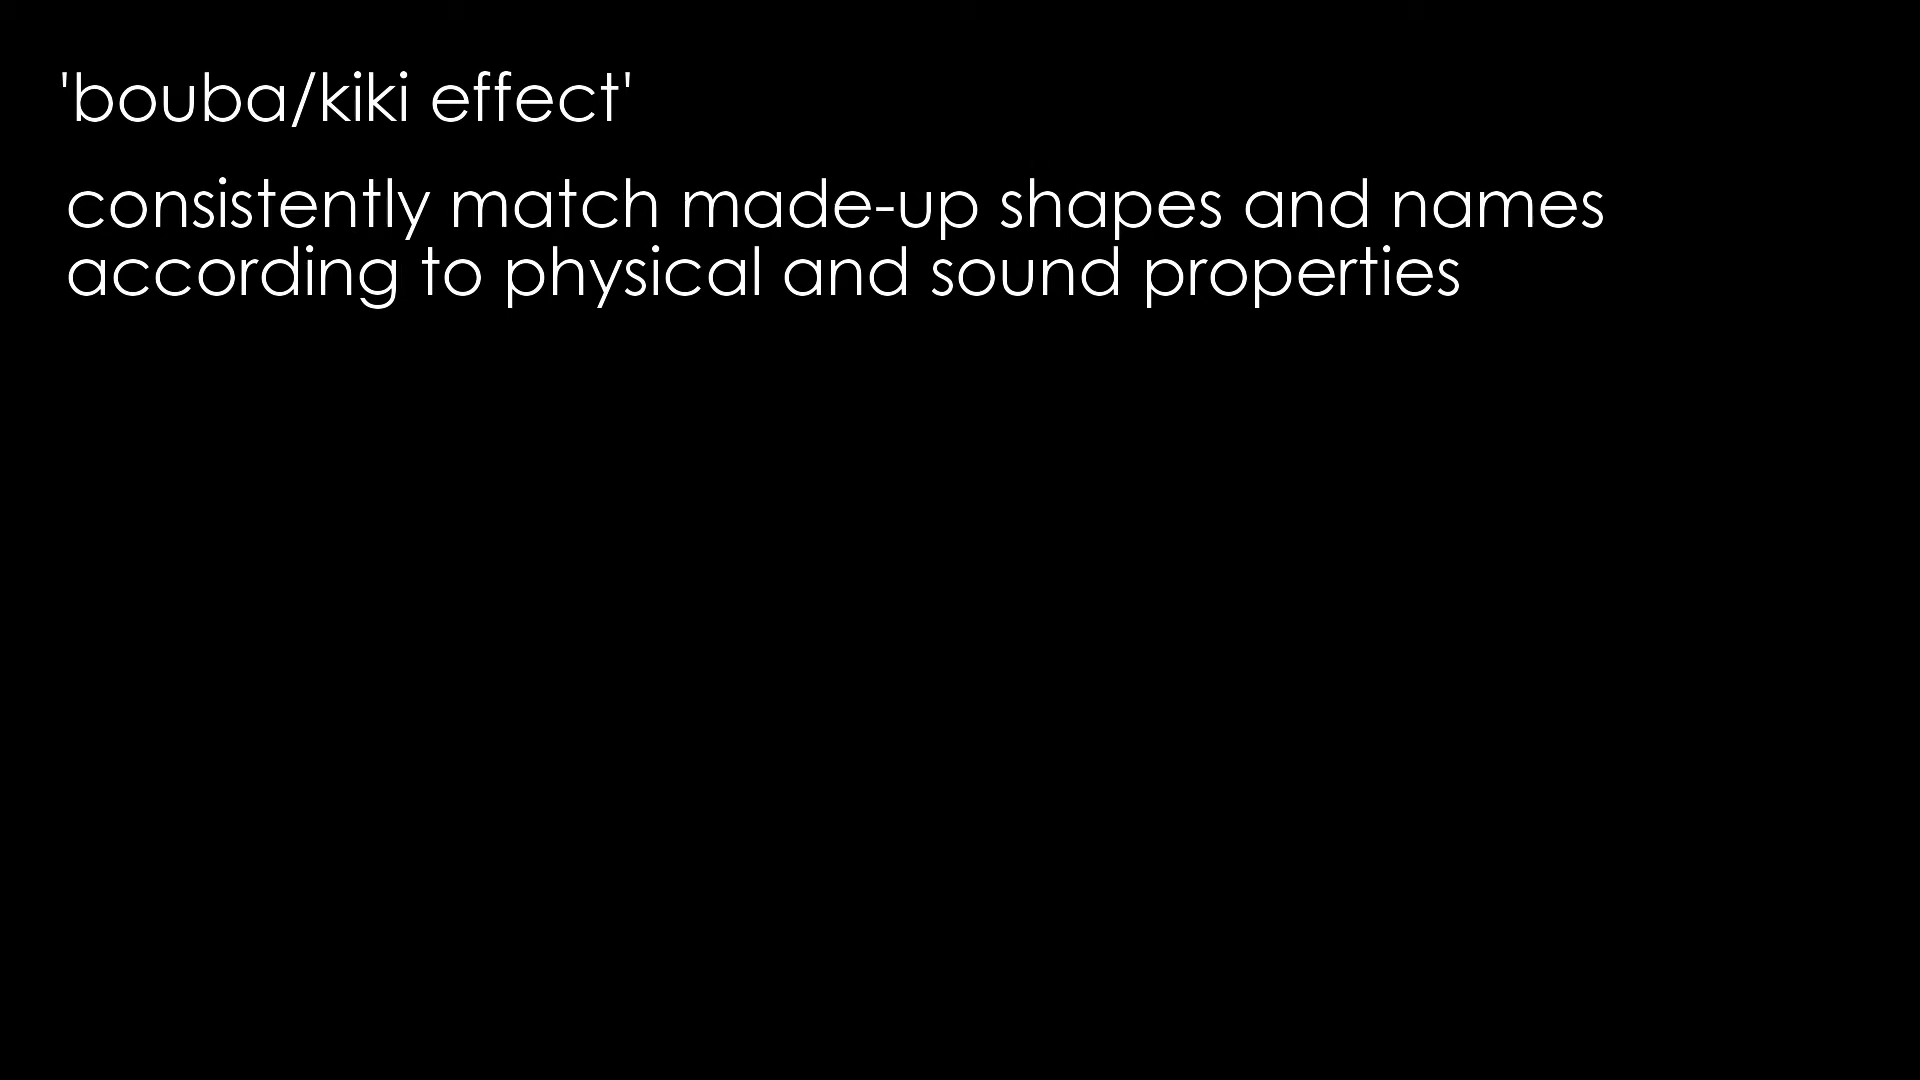 'bouba/kiki effect'
consistently match made-up shapes and names
according to physical and sound properties